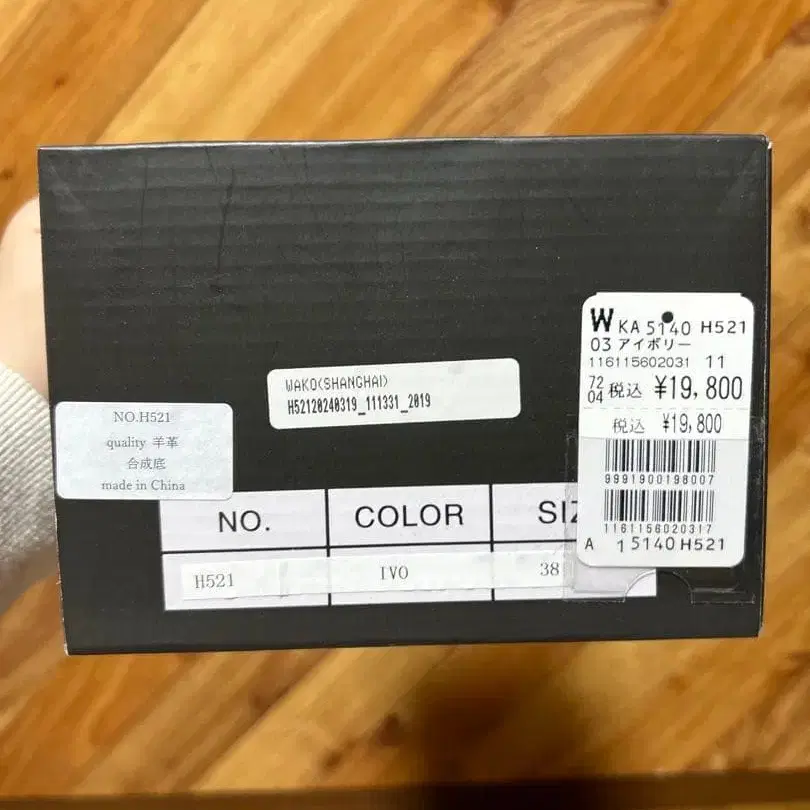 W KA 5140 H521
03 アイボリー
116115602031 11
7204 税込 ¥19,800
税込 ¥19,800
9991900198007
1161156020317
A 15140 H521
WAKO(SHANGHAI)
H52120240319_111331_2019
NO.H521
quality 羊革
合成底
made in China
NO. COLOR SIZ
H521 IVO 38